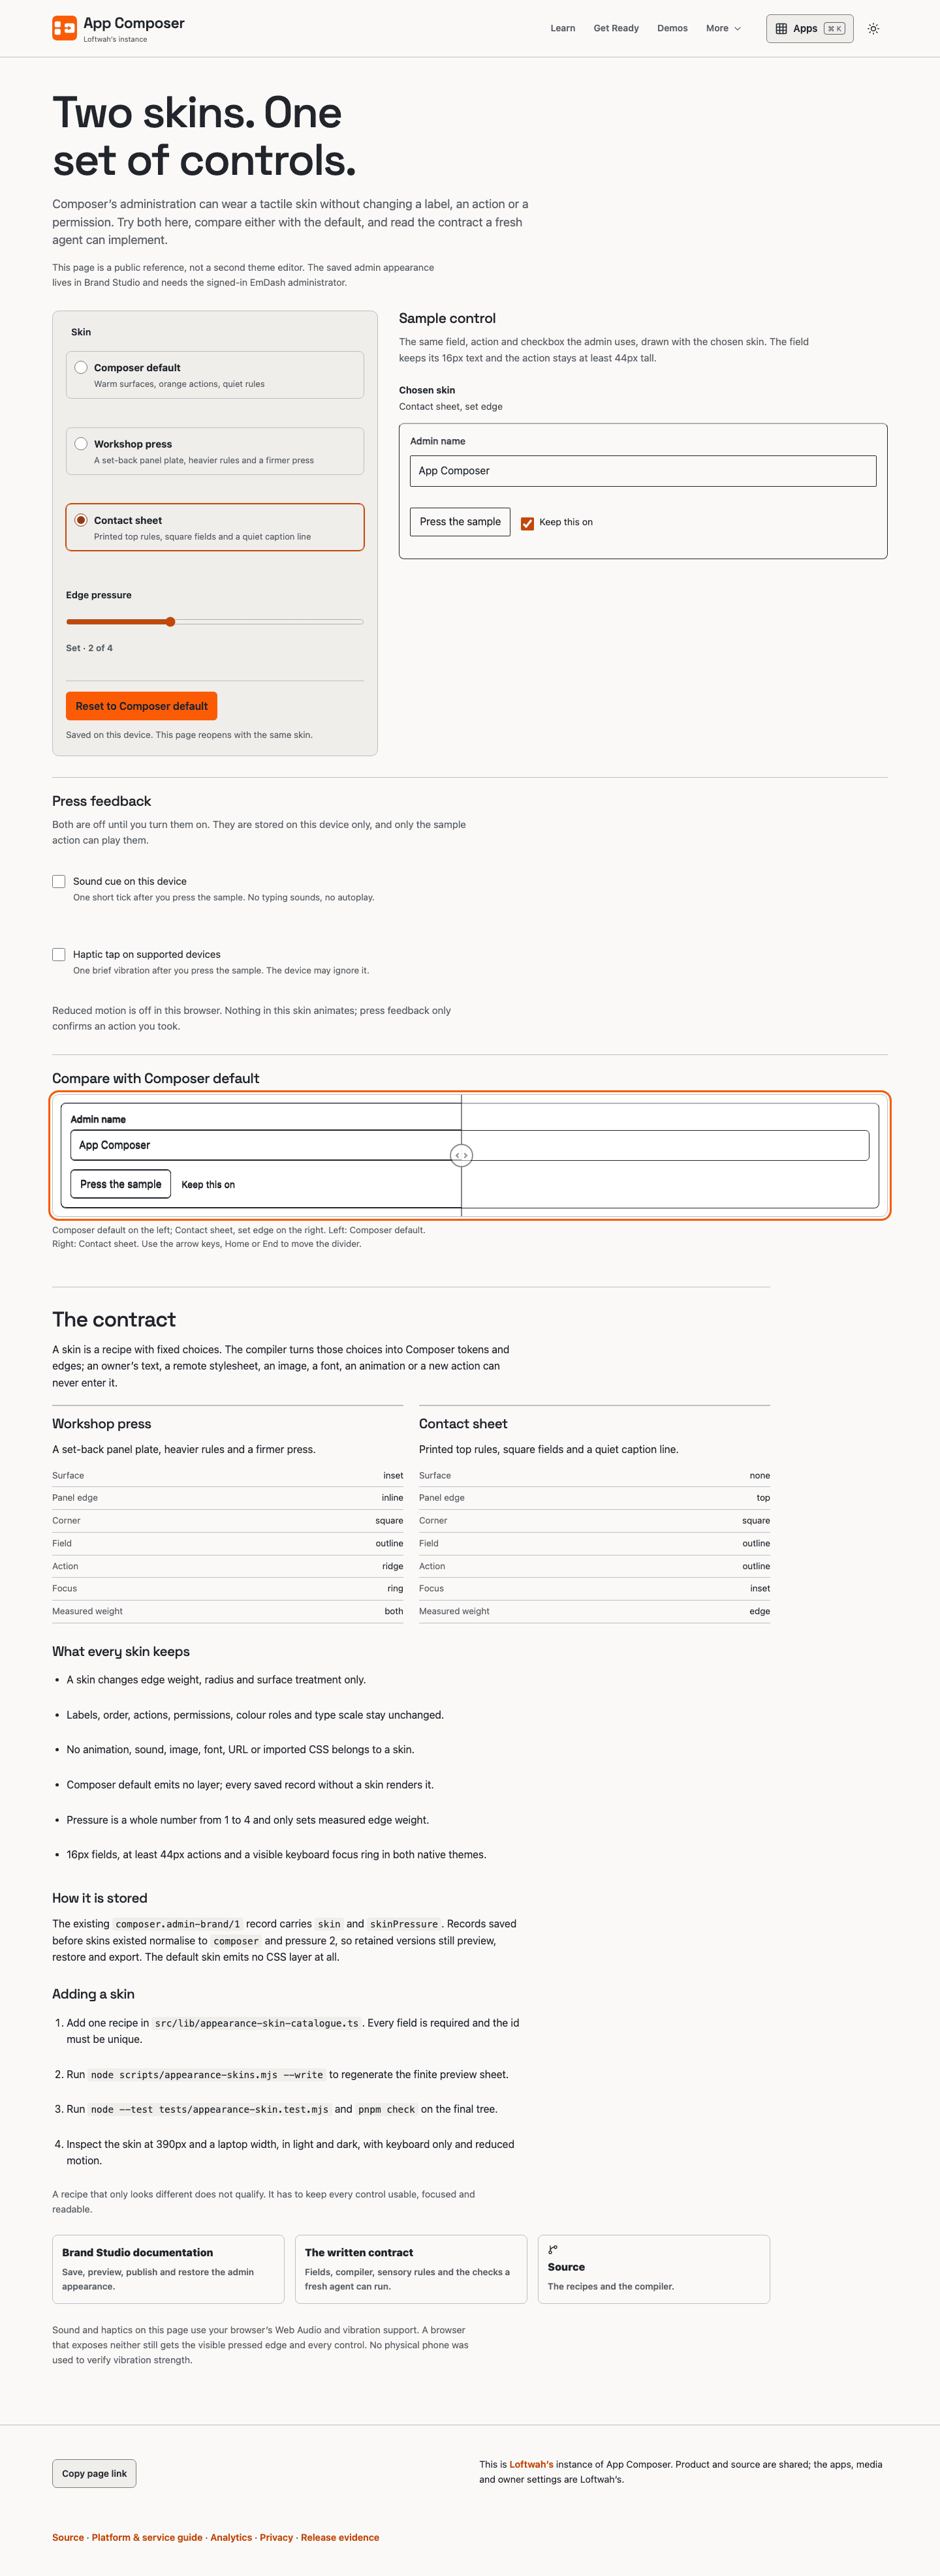 App Composer
Loftwah's instance
Learn
Get Ready
Demos
More
Apps
⌘ K
Two skins. One
set of controls.
Composer's administration can wear a tactile skin without changing a label, an action or a
permission. Try both here, compare either with the default, and read the contract a fresh
agent can implement.
This page is a public reference, not a second theme editor. The saved admin appearance
lives in Brand Studio and needs the signed-in EmDash administrator.
Skin
Composer default
Warm surfaces, orange actions, quiet rules
Workshop press
A set-back panel plate, heavier rules and a firmer press
Contact sheet
Printed top rules, square fields and a quiet caption line
Edge pressure
Set · 2 of 4
Reset to Composer default
Saved on this device. This page reopens with the same skin.
Sample control
The same field, action and checkbox the admin uses, drawn with the chosen skin. The field
keeps its 16px text and the action stays at least 44px tall.
Chosen skin
Contact sheet, set edge
Admin name
App Composer
Press the sample
Keep this on
Press feedback
Both are off until you turn them on. They are stored on this device only, and only the sample
action can play them.
Sound cue on this device
One short tick after you press the sample. No typing sounds, no autoplay.
Haptic tap on supported devices
One brief vibration after you press the sample. The device may ignore it.
Reduced motion is off in this browser. Nothing in this skin animates; press feedback only
confirms an action you took.
Compare with Composer default
Admin name
App Composer
Press the sample
Keep this on
Composer default on the left; Contact sheet, set edge on the right. Left: Composer default.
Right: Contact sheet. Use the arrow keys, Home or End to move the divider.
The contract
A skin is a recipe with fixed choices. The compiler turns those choices into Composer tokens and
edges; an owner's text, a remote stylesheet, an image, a font, an animation or a new action can
never enter it.
Workshop press
A set-back panel plate, heavier rules and a firmer press.
Surface inset
Panel edge inline
Corner square
Field outline
Action ridge
Focus ring
Measured weight both
Contact sheet
Printed top rules, square fields and a quiet caption line.
Surface none
Panel edge top
Corner square
Field outline
Action outline
Focus inset
Measured weight edge
What every skin keeps
• A skin changes edge weight, radius and surface treatment only.
• Labels, order, actions, permissions, colour roles and type scale stay unchanged.
• No animation, sound, image, font, URL or imported CSS belongs to a skin.
• Composer default emits no layer; every saved record without a skin renders it.
• Pressure is a whole number from 1 to 4 and only sets measured edge weight.
• 16px fields, at least 44px actions and a visible keyboard focus ring in both native themes.
How it is stored
The existing composer.admin-brand/1 record carries skin and skinPressure. Records saved
before skins existed normalise to composer and pressure 2, so retained versions still preview,
restore and export. The default skin emits no CSS layer at all.
Adding a skin
1. Add one recipe in src/lib/appearance-skin-catalogue.ts. Every field is required and the id
must be unique.
2. Run node scripts/appearance-skins.mjs --write to regenerate the finite preview sheet.
3. Run node --test tests/appearance-skin.test.mjs and pnpm check on the final tree.
4. Inspect the skin at 390px and a laptop width, in light and dark, with keyboard only and reduced
motion.
A recipe that only looks different does not qualify. It has to keep every control usable, focused and
readable.
Brand Studio documentation
Save, preview, publish and restore the admin
appearance.
The written contract
Fields, compiler, sensory rules and the checks a
fresh agent can run.
Source
The recipes and the compiler.
Sound and haptics on this page use your browser's Web Audio and vibration support. A browser
that exposes neither still gets the visible pressed edge and every control. No physical phone was
used to verify vibration strength.
Copy page link
This is Loftwah's instance of App Composer. Product and source are shared; the apps, media
and owner settings are Loftwah's.
Source · Platform & service guide · Analytics · Privacy · Release evidence